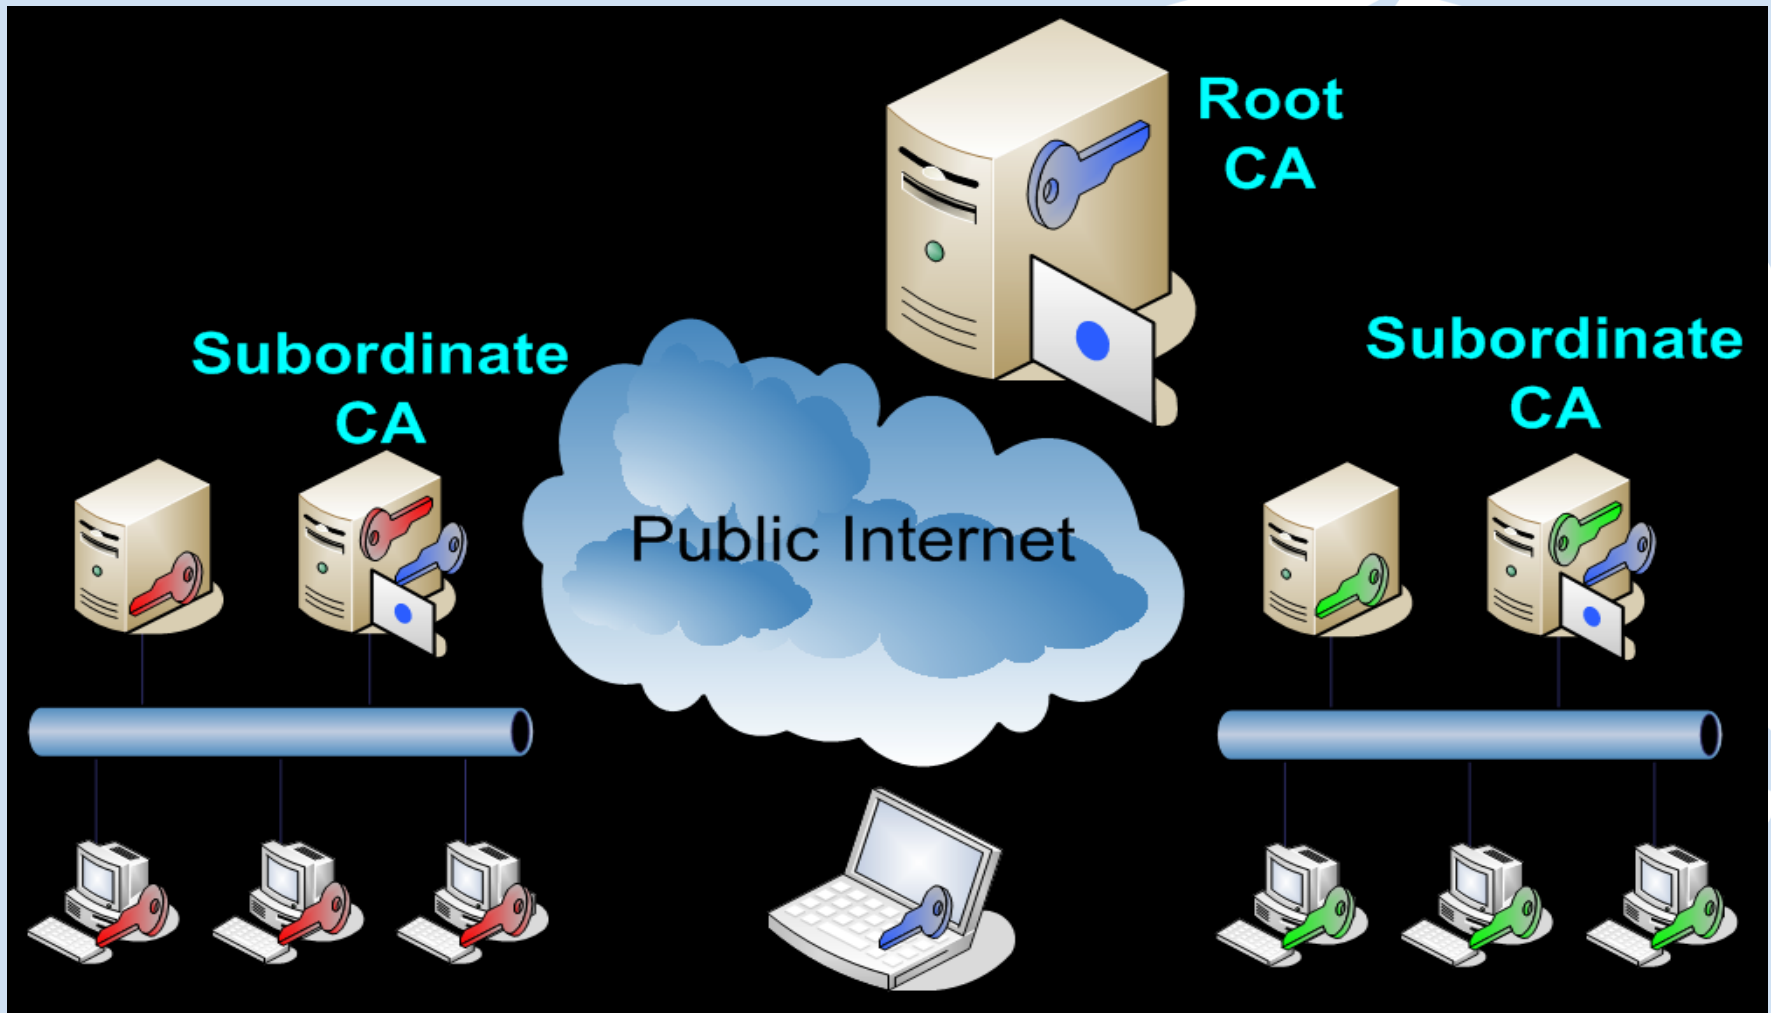 Root
CA
Subordinate
CA
Public Internet
Subordinate
CA